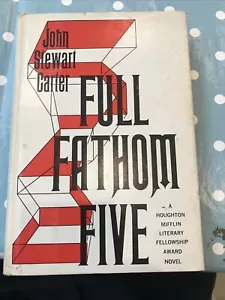 John
Stewart
Carter
FULL
FATHOM
FIVE
A
HOUGHTON
MIFFLIN
LITERARY
FELLOWSHIP
AWARD
NOVEL